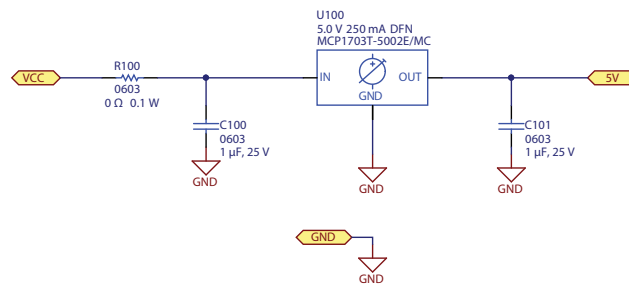 U100
5.0 V 250 mA DFN
MCP1703T-5002E/MC
VCC
R100
0603
0 Ω 0.1 W
IN
OUT
GND
5V
C100
0603
1 µF, 25 V
GND
GND
C101
0603
1 µF, 25 V
GND
GND
GND